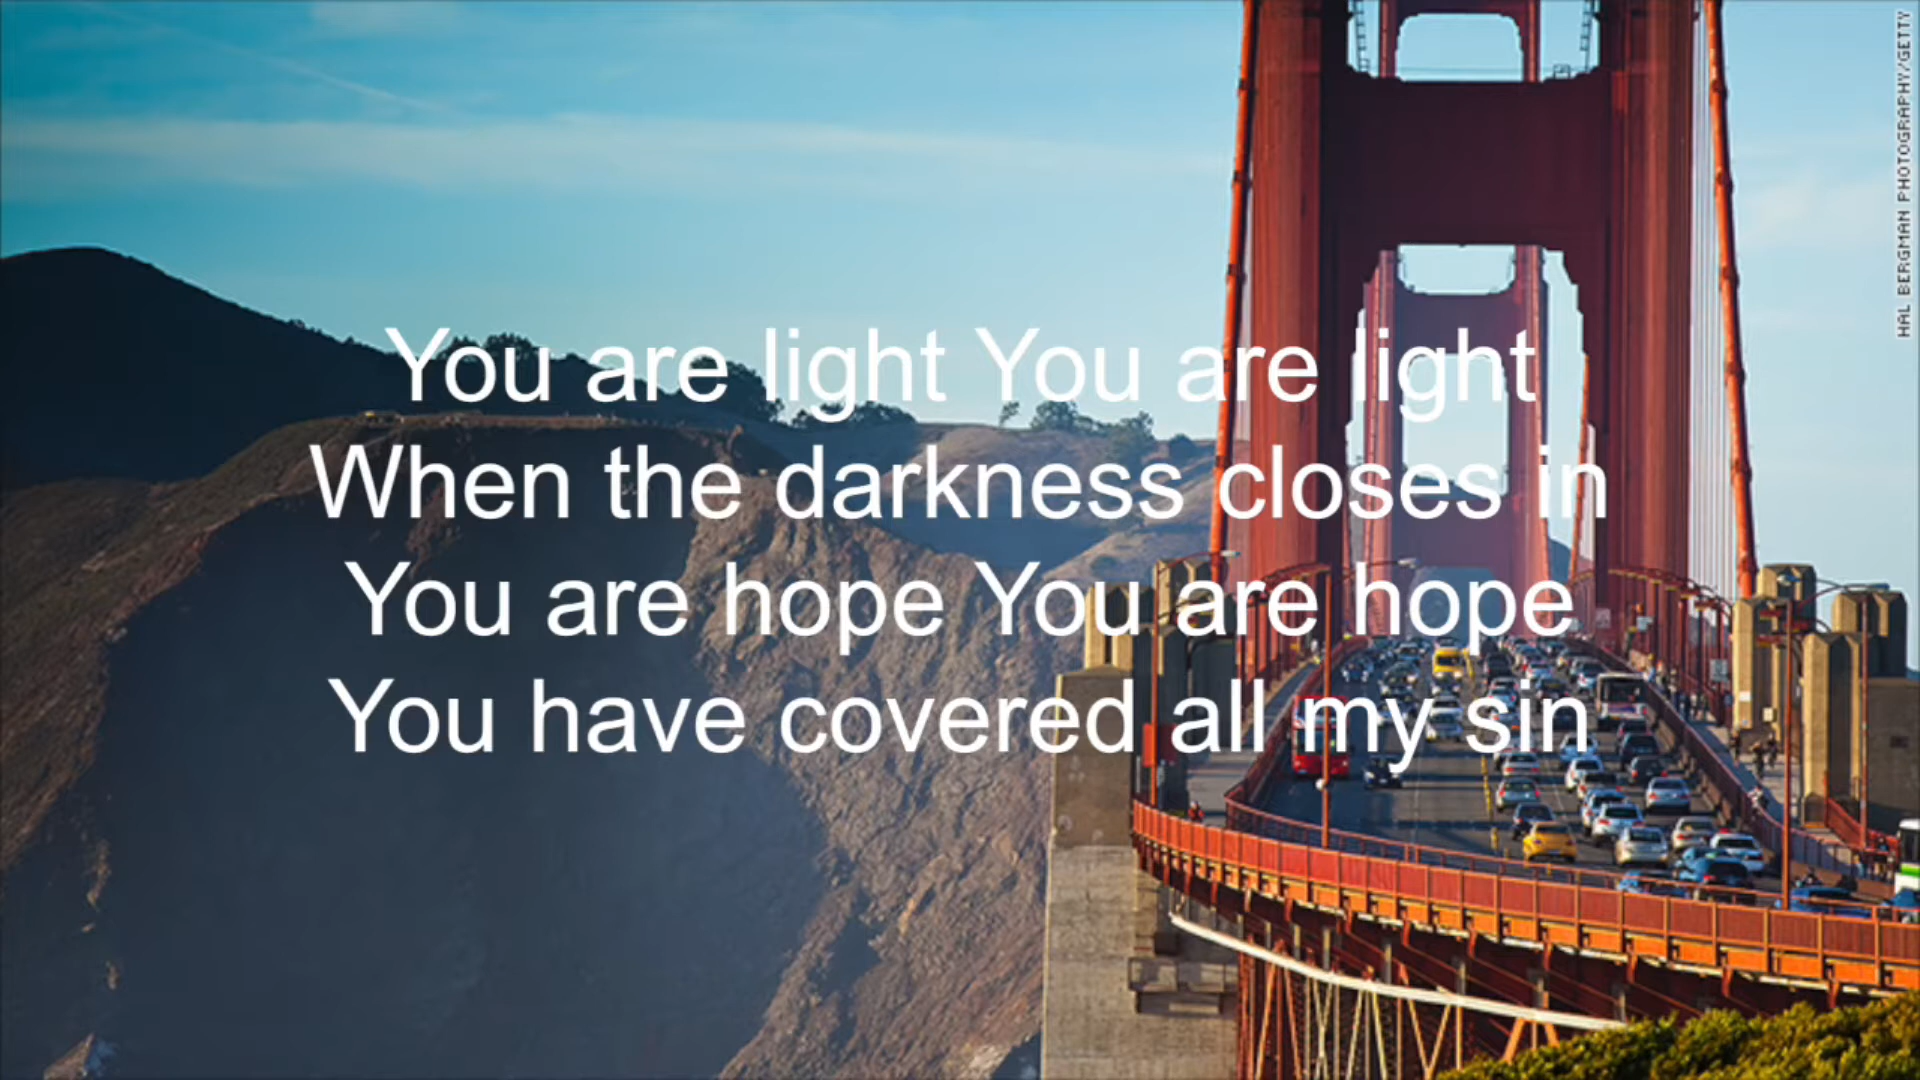 You are light You are light
When the darkness closes in
You are hope You are hope
You have covered all my sin
HAL BERGMAN PHOTOGRAPHY/GETTY